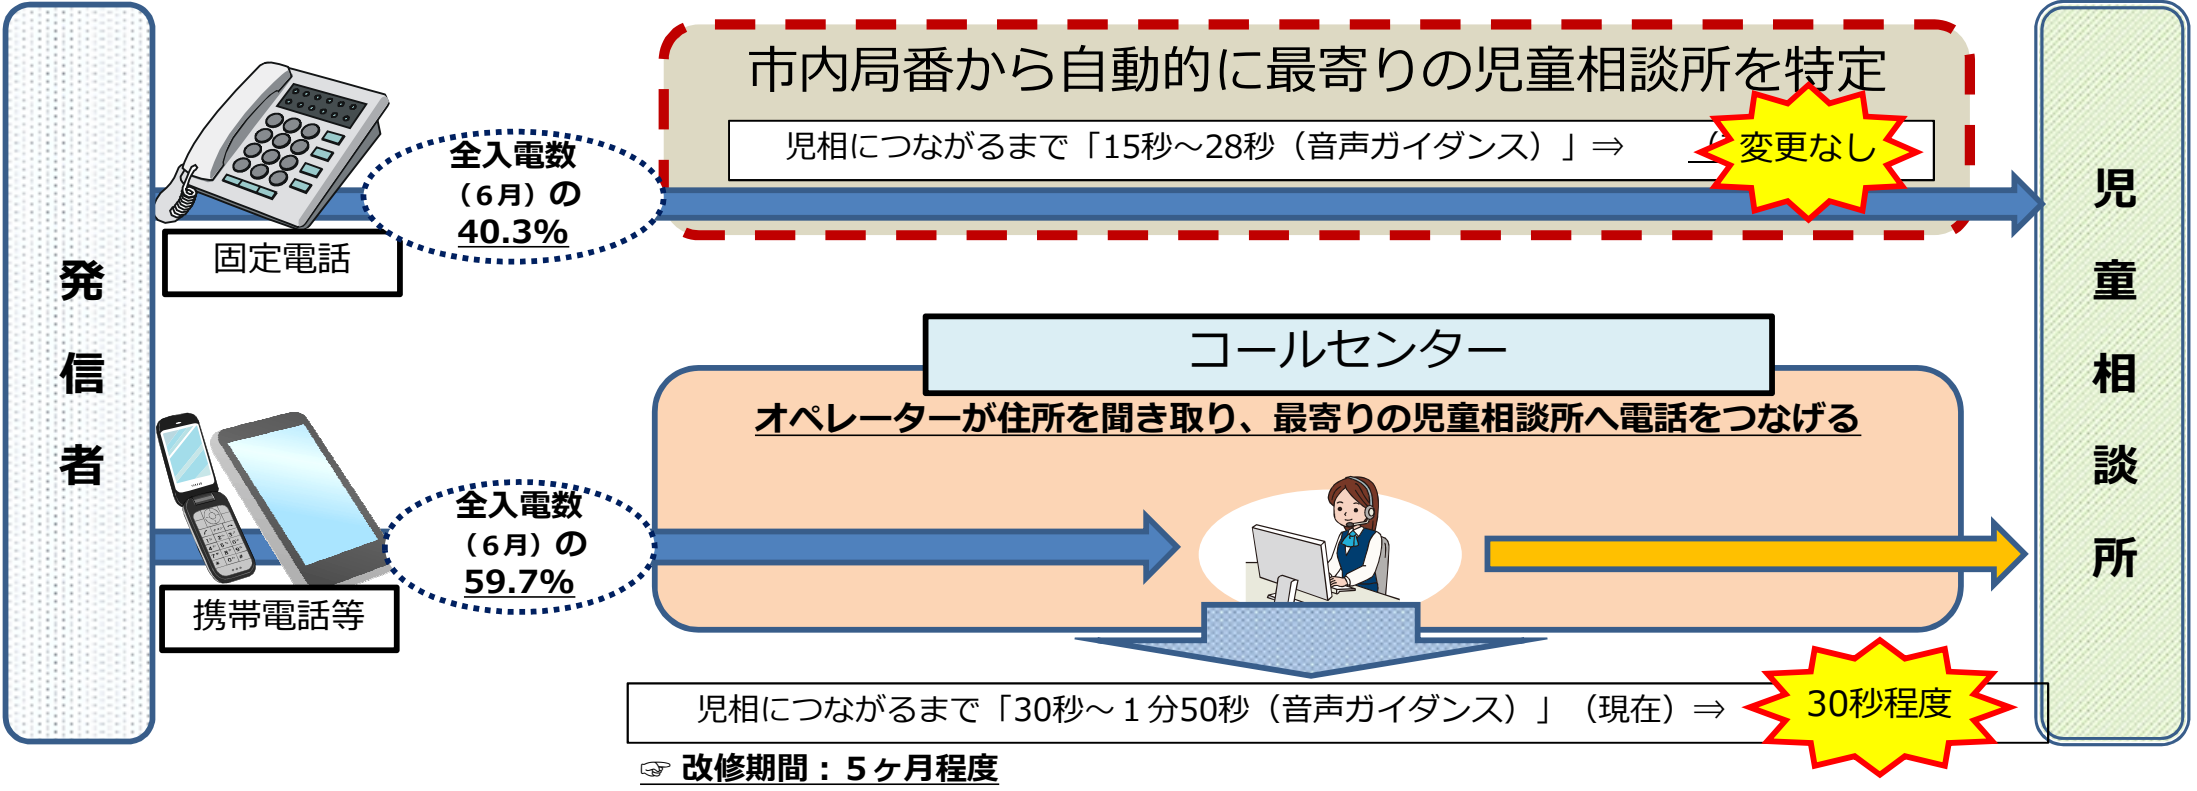 発信者
市内局番から自動的に最寄りの児童相談所を特定
児相につながるまで「15秒～28秒（音声ガイダンス）」⇒
変更なし
全入電数
（６月）の
40.3%
固定電話
コールセンター
オペレーターが住所を聞き取り、最寄りの児童相談所へ電話をつなげる
全入電数
（６月）の
59.7%
携帯電話等
児相につながるまで「30秒～１分50秒（音声ガイダンス）」（現在）⇒
30秒程度
☞ 改修期間：５ヶ月程度
児童相談所